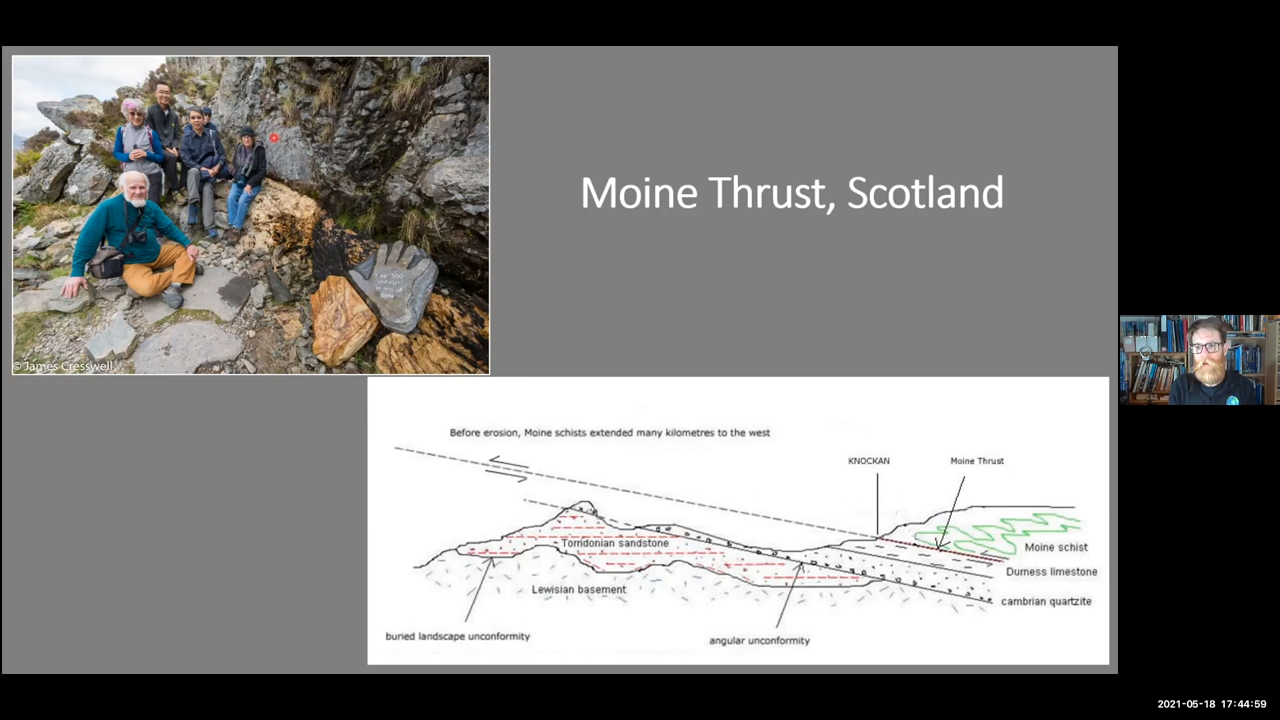 © James Cresswell
Moine Thrust, Scotland
Before erosion, Moine schists extended many kilometres to the west
KNOCKAN
Moine Thrust
Torridonian sandstone
Moine schist
Durness limestone
Lewisian basement
cambrian quartzite
buried landscape unconformity
angular unconformity
2021-05-18 17:44:59